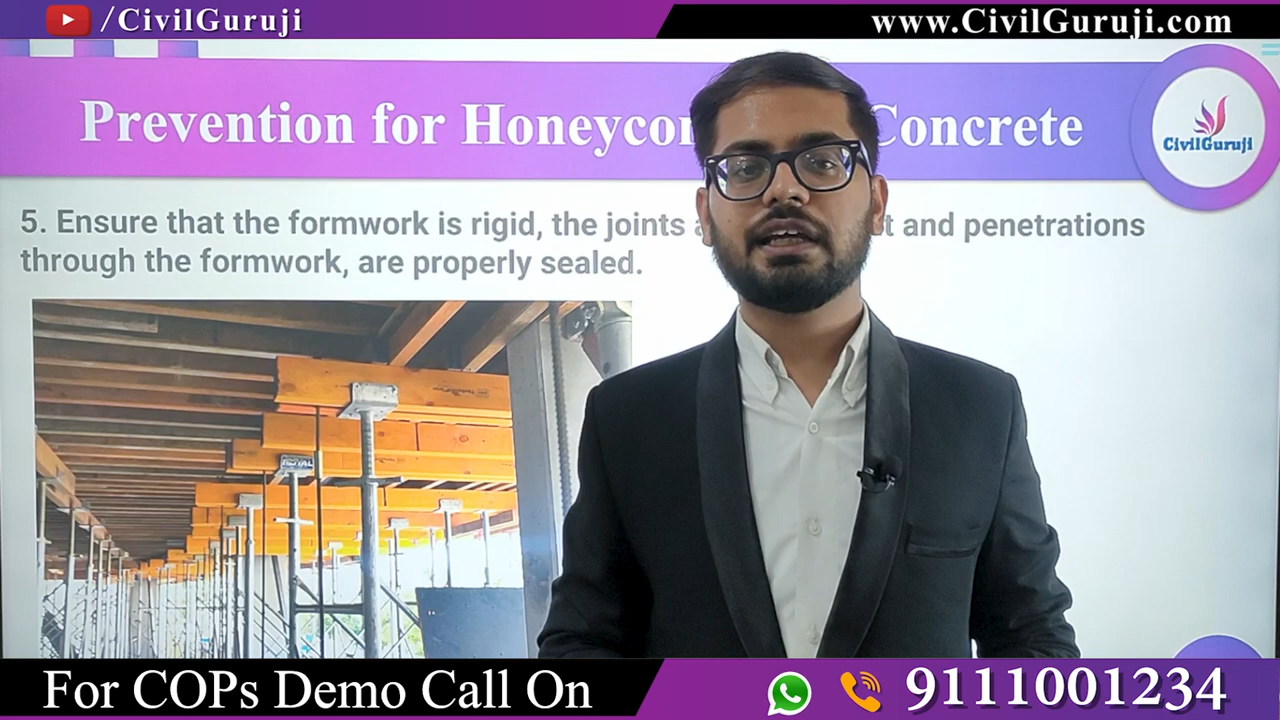 /CivilGuruji
www.CivilGuruji.com
Prevention for Honeycom Concrete
CivilGuruji
5. Ensure that the formwork is rigid, the joints and penetrations
through the formwork, are properly sealed.
For COPs Demo Call On
9111001234